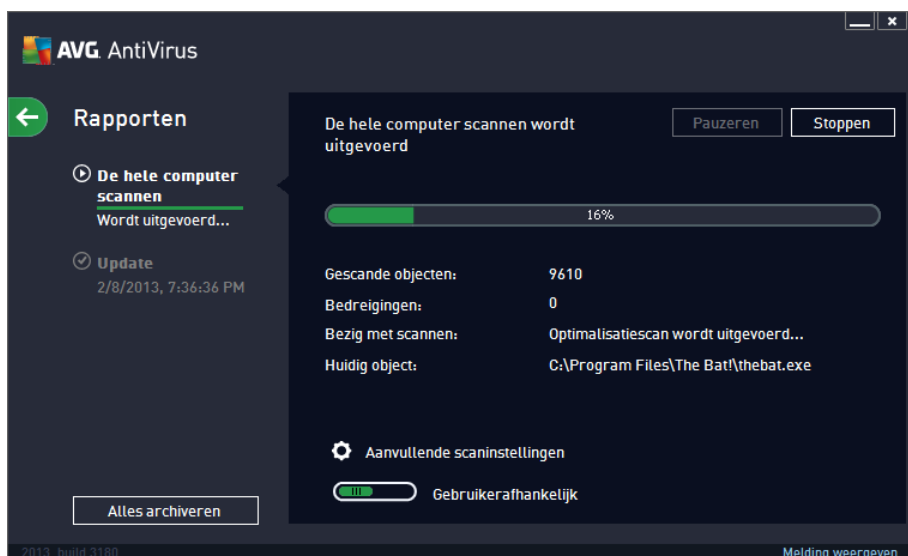 AVG. AntiVirus
Rapporten
De hele computer
scannen
Wordt uitgevoerd...
Update
2/8/2013, 7:36:36 PM
Alles archiveren
De hele computer scannen wordt
uitgevoerd
Pauzeren
Stoppen
16%
Gescande objecten: 9610
Bedreigingen: 0
Bezig met scannen: Optimalisatiescan wordt uitgevoerd...
Huidig object: C:\Program Files\The Bat!\thebat.exe
Aanvullende scaninstellingen
Gebruikerafhankelijk
2013, build 3180
Melding weergeven